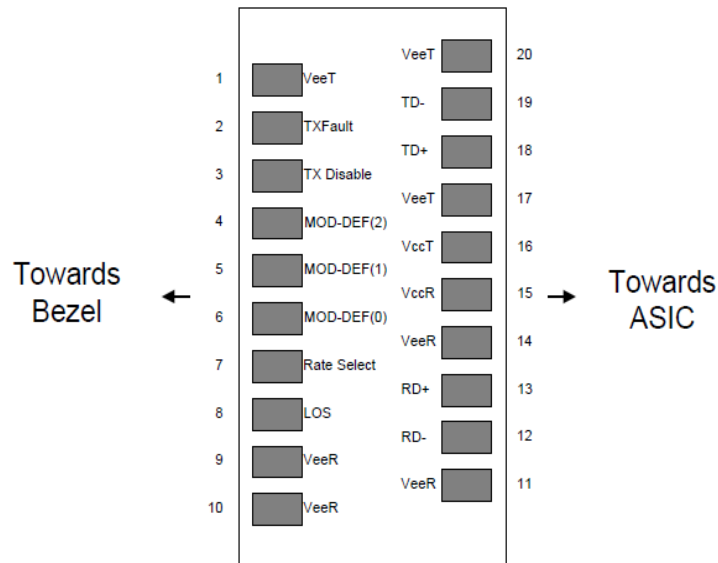 VeeT 20
1 VeeT
TD- 19
2 TXFault
TD+ 18
3 TX Disable
VeeT 17
4 MOD-DEF(2)
VccT 16
5 MOD-DEF(1)
Towards
Bezel
VccR 15
Towards
ASIC
6 MOD-DEF(0)
VeeR 14
7 Rate Select
RD+ 13
8 LOS
RD- 12
9 VeeR
VeeR 11
10 VeeR